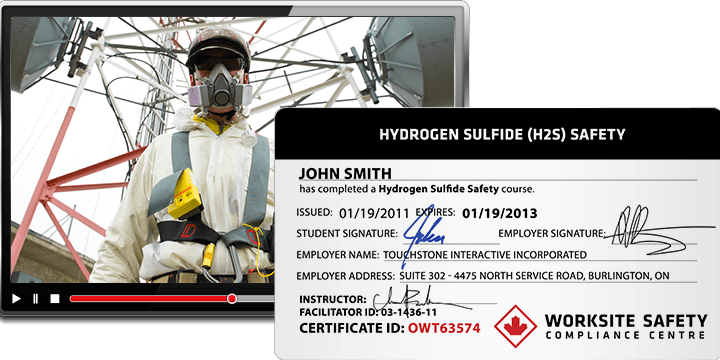 HYDROGEN SULFIDE (H2S) SAFETY
JOHN SMITH
has completed a Hydrogen Sulfide Safety course.
ISSUED: 01/19/2011 EXPIRES: 01/19/2013
STUDENT SIGNATURE: John EMPLOYER SIGNATURE:
EMPLOYER NAME: TOUCHSTONE INTERACTIVE INCORPORATED
EMPLOYER ADDRESS: SUITE 302 - 4475 NORTH SERVICE ROAD, BURLINGTON, ON
INSTRUCTOR:
FACILITATOR ID: 03-1436-11
CERTIFICATE ID: OWT63574
WORKSITE SAFETY
COMPLIANCE CENTRE